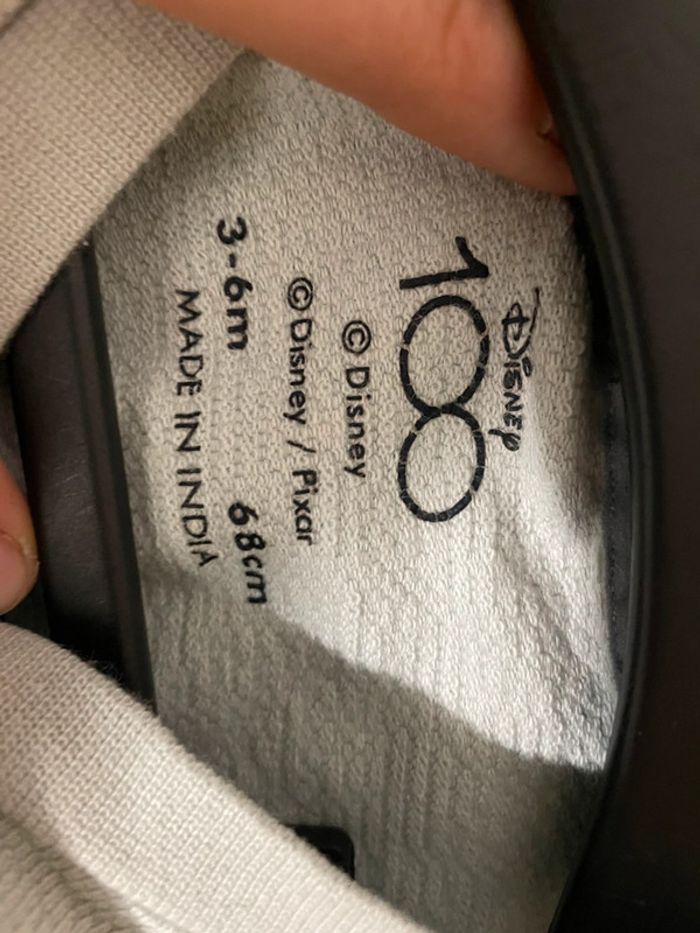 Disney
100
© Disney
© Disney / Pixar
3-6m 68cm
MADE IN INDIA